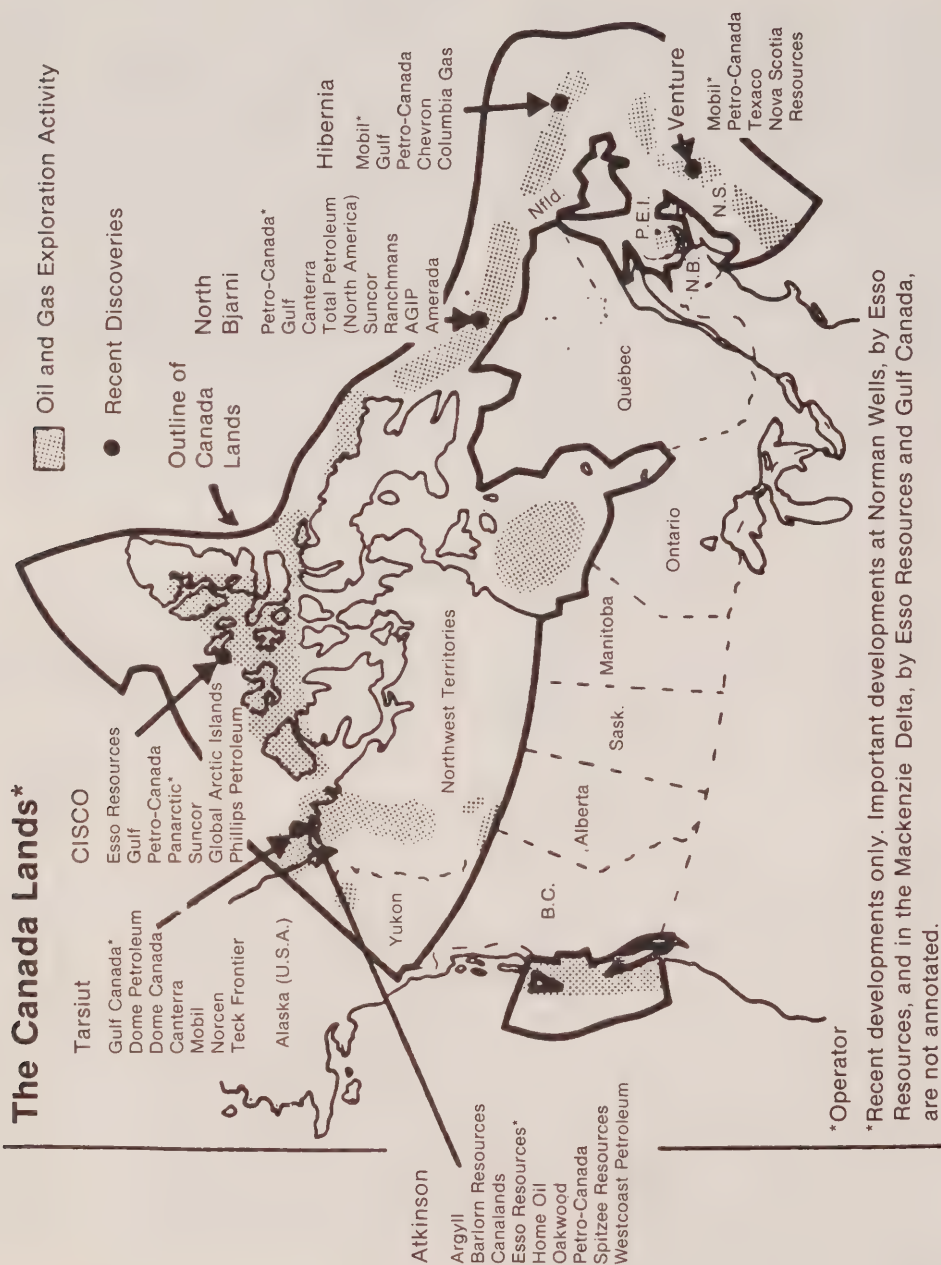 The Canada Lands*
Oil and Gas Exploration Activity
Recent Discoveries
Outline of
Canada
Lands
Tarsiut
Gulf Canada*
Dome Petroleum
Dome Canada
Canterra
Mobil
Norcen
Teck Frontier
CISCO
Esso Resources
Gulf
Petro-Canada
Panarctic*
Suncor
Global Arctic Islands
Phillips Petroleum
North
Bjarni
Petro-Canada*
Gulf
Canterra
Total Petroleum
(North America)
Suncor
Ranchmans
AGIP
Amerada
Hibernia
Mobil*
Gulf
Petro-Canada
Chevron
Columbia Gas
Venture
Mobil*
Petro-Canada
Texaco
Nova Scotia
Resources
Atkinson
Argyll
Barlorn Resources
Canalands
Esso Resources*
Home Oil
Oakwood
Petro-Canada
Spitzee Resources
Westcoast Petroleum
Alaska (U.S.A.)
Yukon
Northwest Territories
B.C.
Alberta
Sask.
Manitoba
Ontario
Québec
Nfld.
P.E.I.
N.B.
N.S.
*Operator
*Recent developments only. Important developments at Norman Wells, by Esso
Resources, and in the Mackenzie Delta, by Esso Resources and Gulf Canada,
are not annotated.